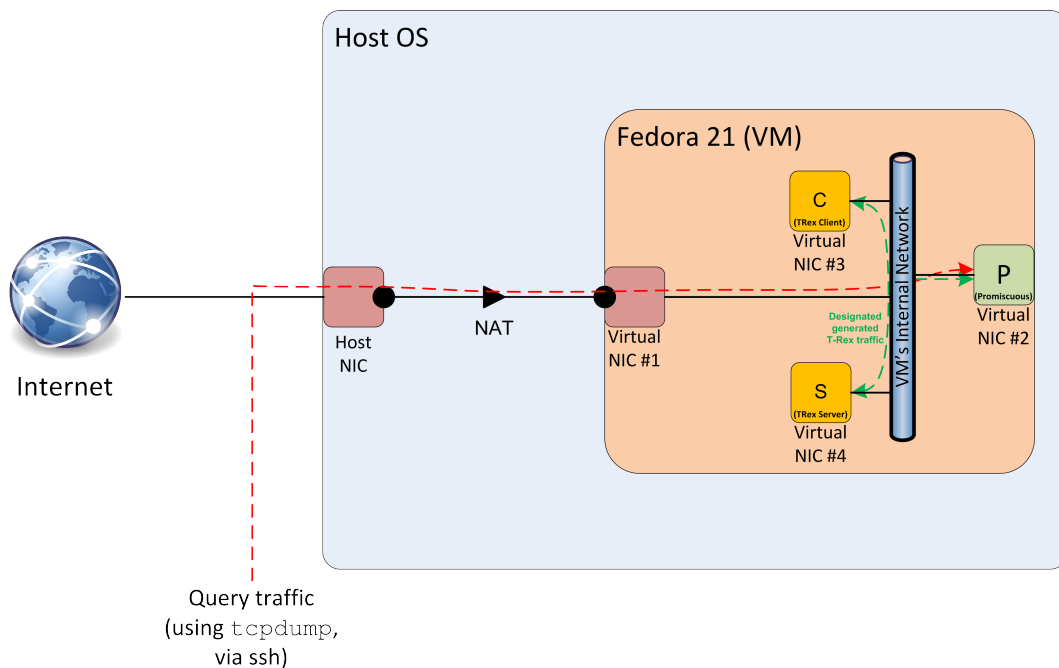 Host OS
Fedora 21 (VM)
C
(TRex Client)
Virtual
NIC #3
VM's Internal Network
P
(Promiscuous)
Virtual
NIC #2
Designated
generated
T-Rex traffic
S
(TRex Server)
Virtual
NIC #4
Internet
Host
NIC
NAT
Virtual
NIC #1
Query traffic
(using tcpdump,
via ssh)